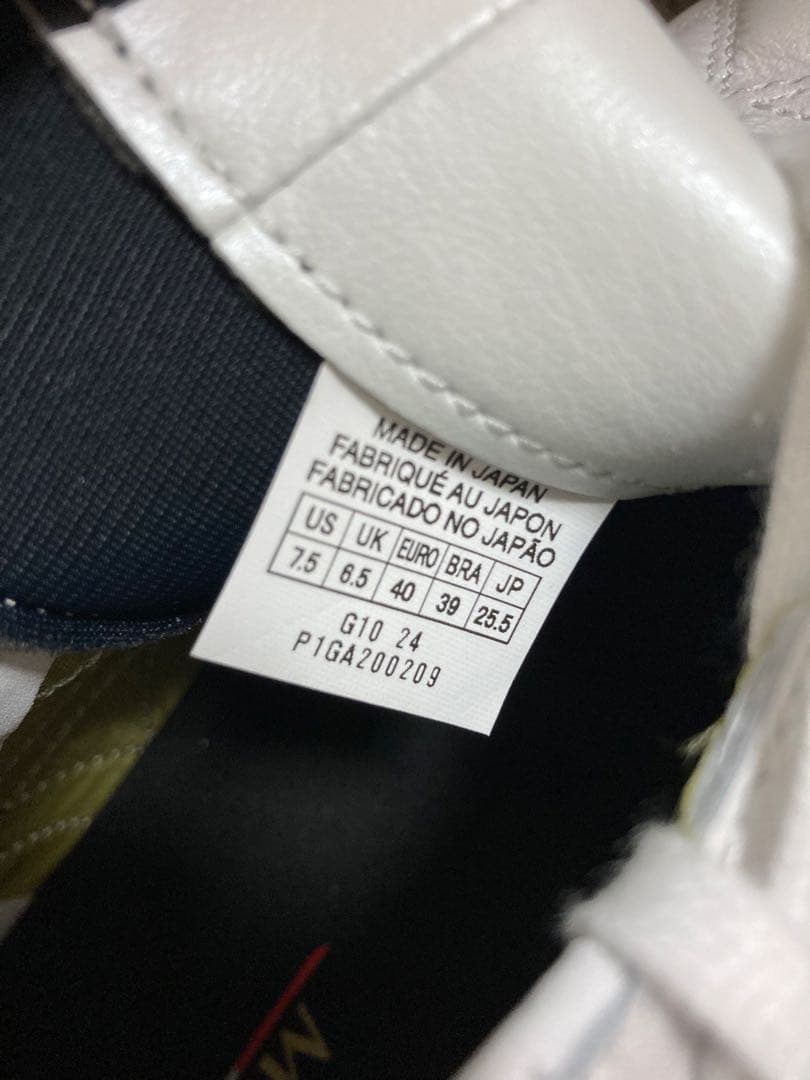 MADE IN JAPAN
FABRIQUÉ AU JAPON
FABRICADO NO JAPÃO
US UK EURO BRA JP
7.5 6.5 40 39 25.5
G10 24
P1GA200209
M